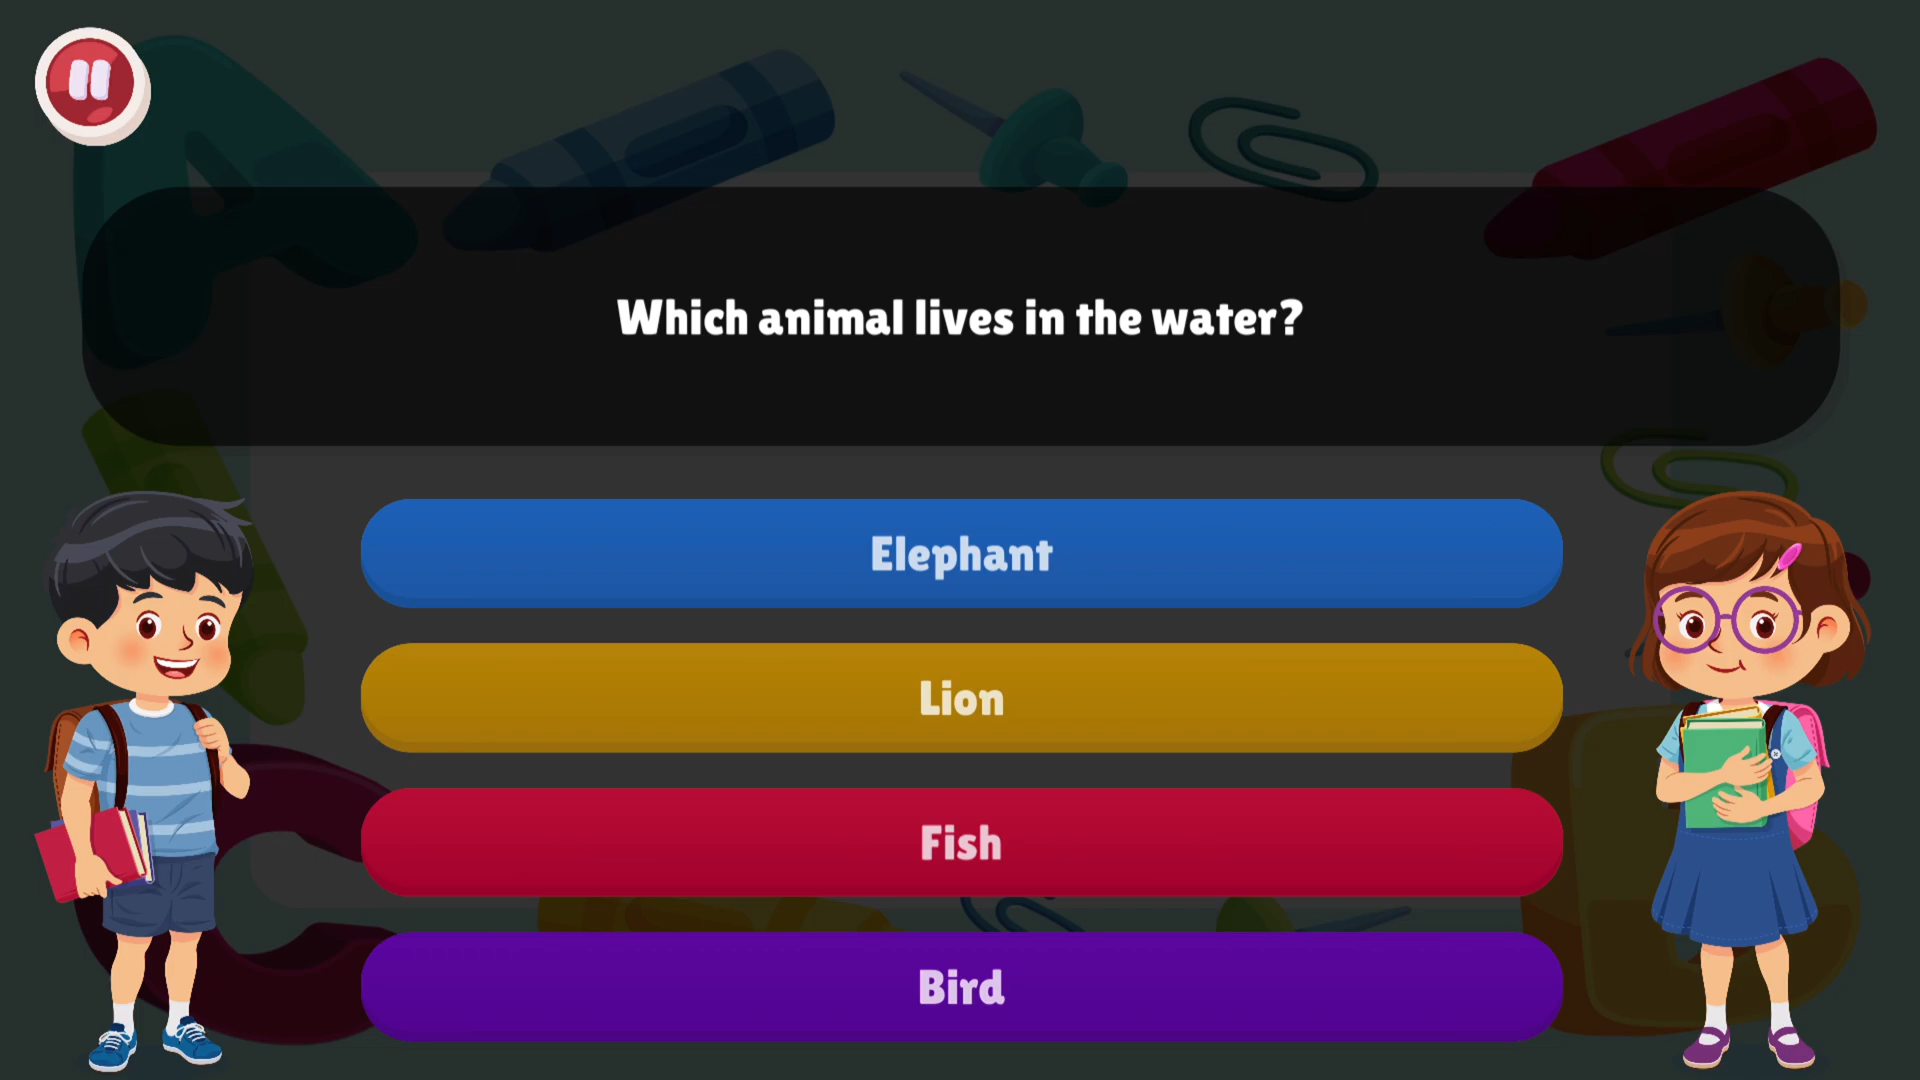 Which animal lives in the water?
Elephant
Lion
Fish
Bird